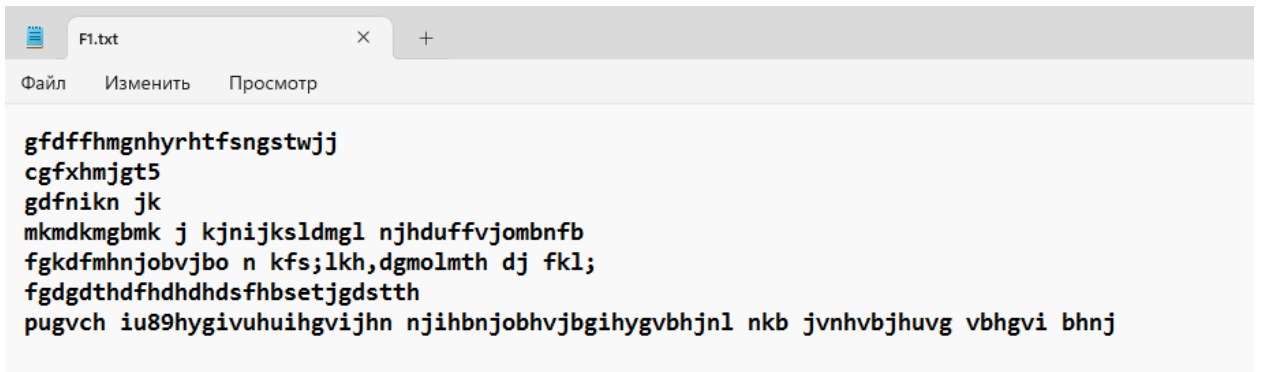 F1.txt
Файл Изменить Просмотр
gfdffhmgnhyrhtfsngstwjj
cgfxhmjgt5
gdfnikn jk
mkmdkmgbmk j kjnijksldmgl njhduffvjombnfb
fgkdfmhnjobvjbo n kfs;lkh,dgmolmth dj fkl;
fgdgdthdfhdhdhdsfhbsetjgdstth
pugvch iu89hygivuhuihgvijhn njihbnjobhvjbgihygvbhjnl nkb jvnhvbjhuvg vbhgvi bhnj